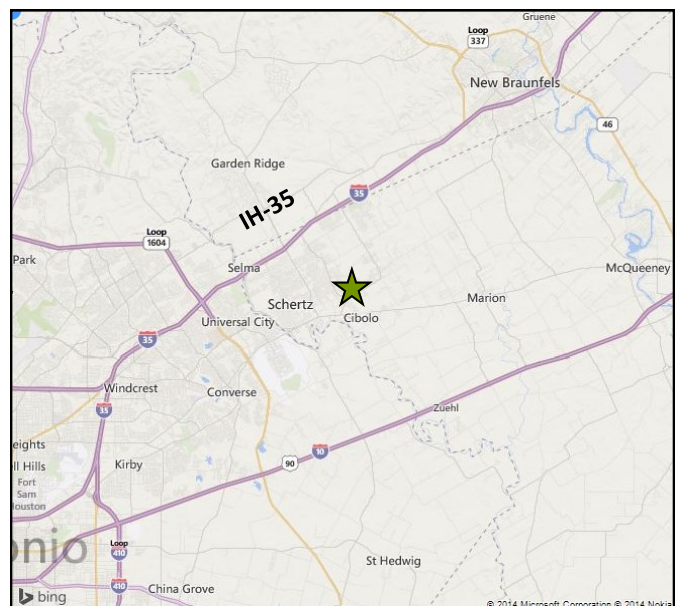 Gruene
Loop
337
New Braunfels
46
Garden Ridge
35
IH-35
Loop
1604
Park
Selma
McQueeney
Schertz
Marion
Cibolo
Universal City
35
Windcrest
Converse
35
Zuehl
eights
10
90
ll Hills
Kirby
Fort
Sam
ouston
onio
Loop
410
St Hedwig
410
China Grove
bing
© 2014 Microsoft Corporation © 2014 Nokia